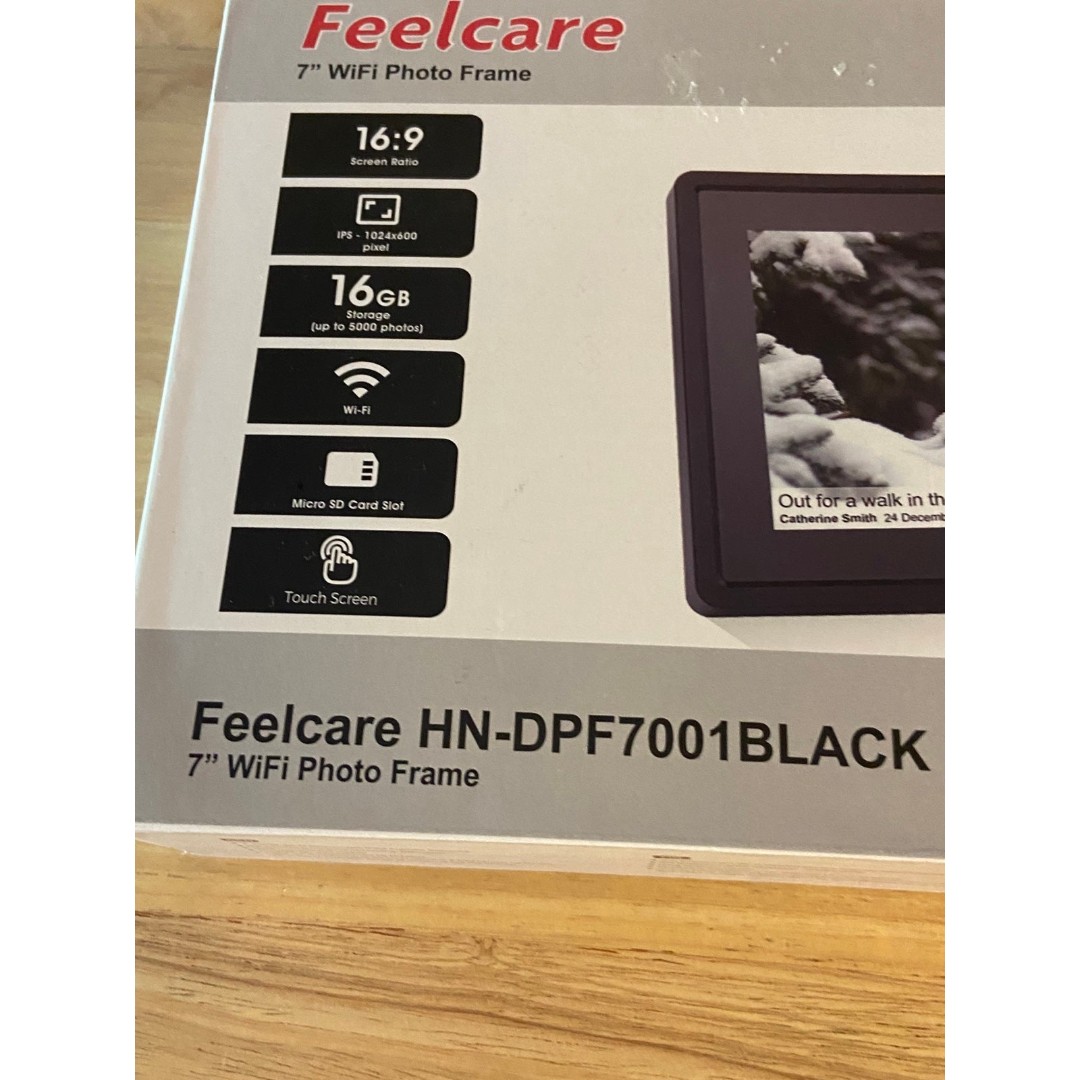 Feelcare
7” WiFi Photo Frame
16:9
Screen Ratio
IPS - 1024x600
pixel
16GB
Storage
(up to 5000 photos)
Wi-Fi
Micro SD Card Slot
Touch Screen
Out for a walk in th
Catherine Smith 24 Decemb
Feelcare HN-DPF7001BLACK
7” WiFi Photo Frame